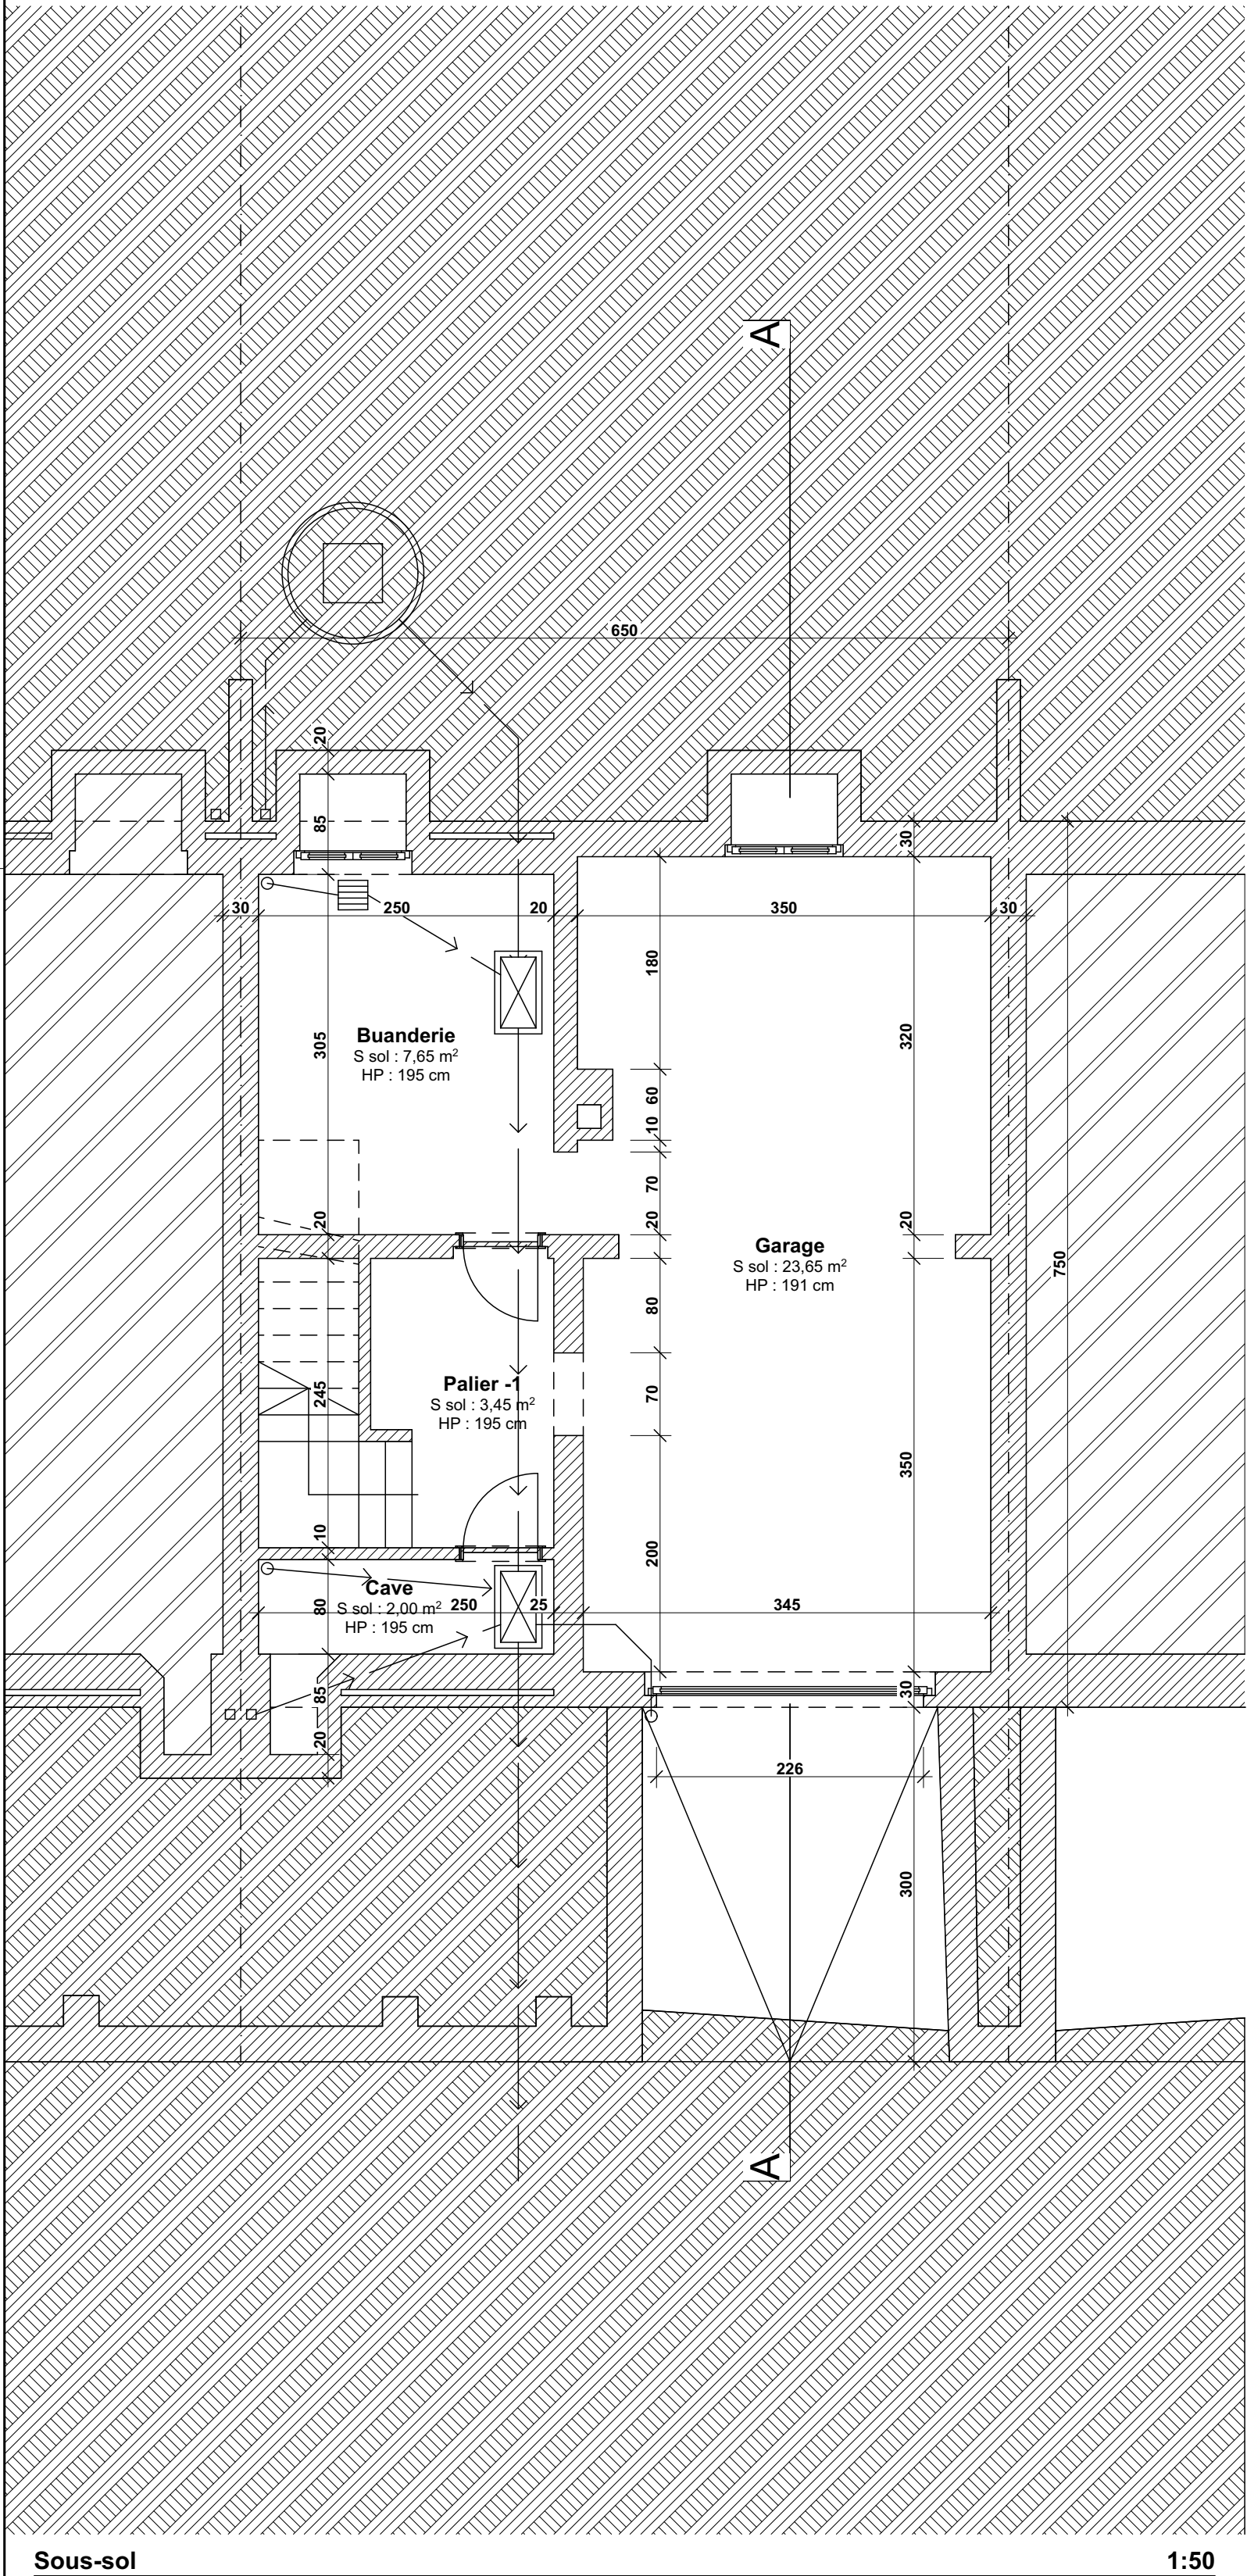 A
650
20
85
30
30
250
20
350
30
180
305
320
Buanderie
S sol : 7,65 m²
HP : 195 cm
60
10
70
20
20
20
Garage
S sol : 23,65 m²
HP : 191 cm
750
80
Palier -1
S sol : 3,45 m²
HP : 195 cm
245
70
350
10
200
Cave
S sol : 2,00 m²
HP : 195 cm
80
250
25
345
85
30
20
226
300
A
Sous-sol
1:50